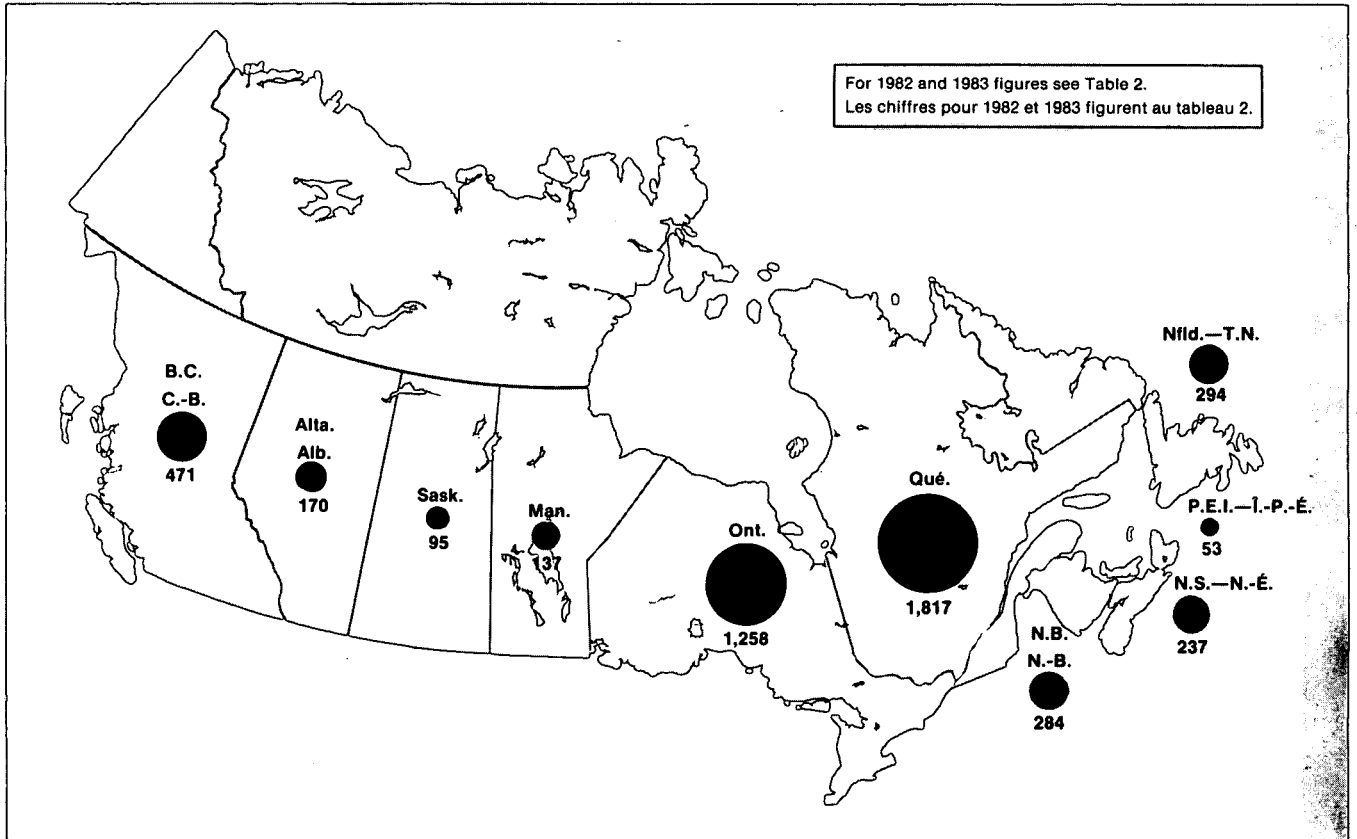 For 1982 and 1983 figures see Table 2.
Les chiffres pour 1982 et 1983 figurent au tableau 2.
B.C.
C.-B.
471
Alta.
Alb.
170
Sask.
95
Man.
137
Ont.
1,258
Qué.
1,817
Nfld.—T.N.
294
P.E.I.—Î.-P.-É.
53
N.S.—N.-É.
237
N.B.
N.-B.
284